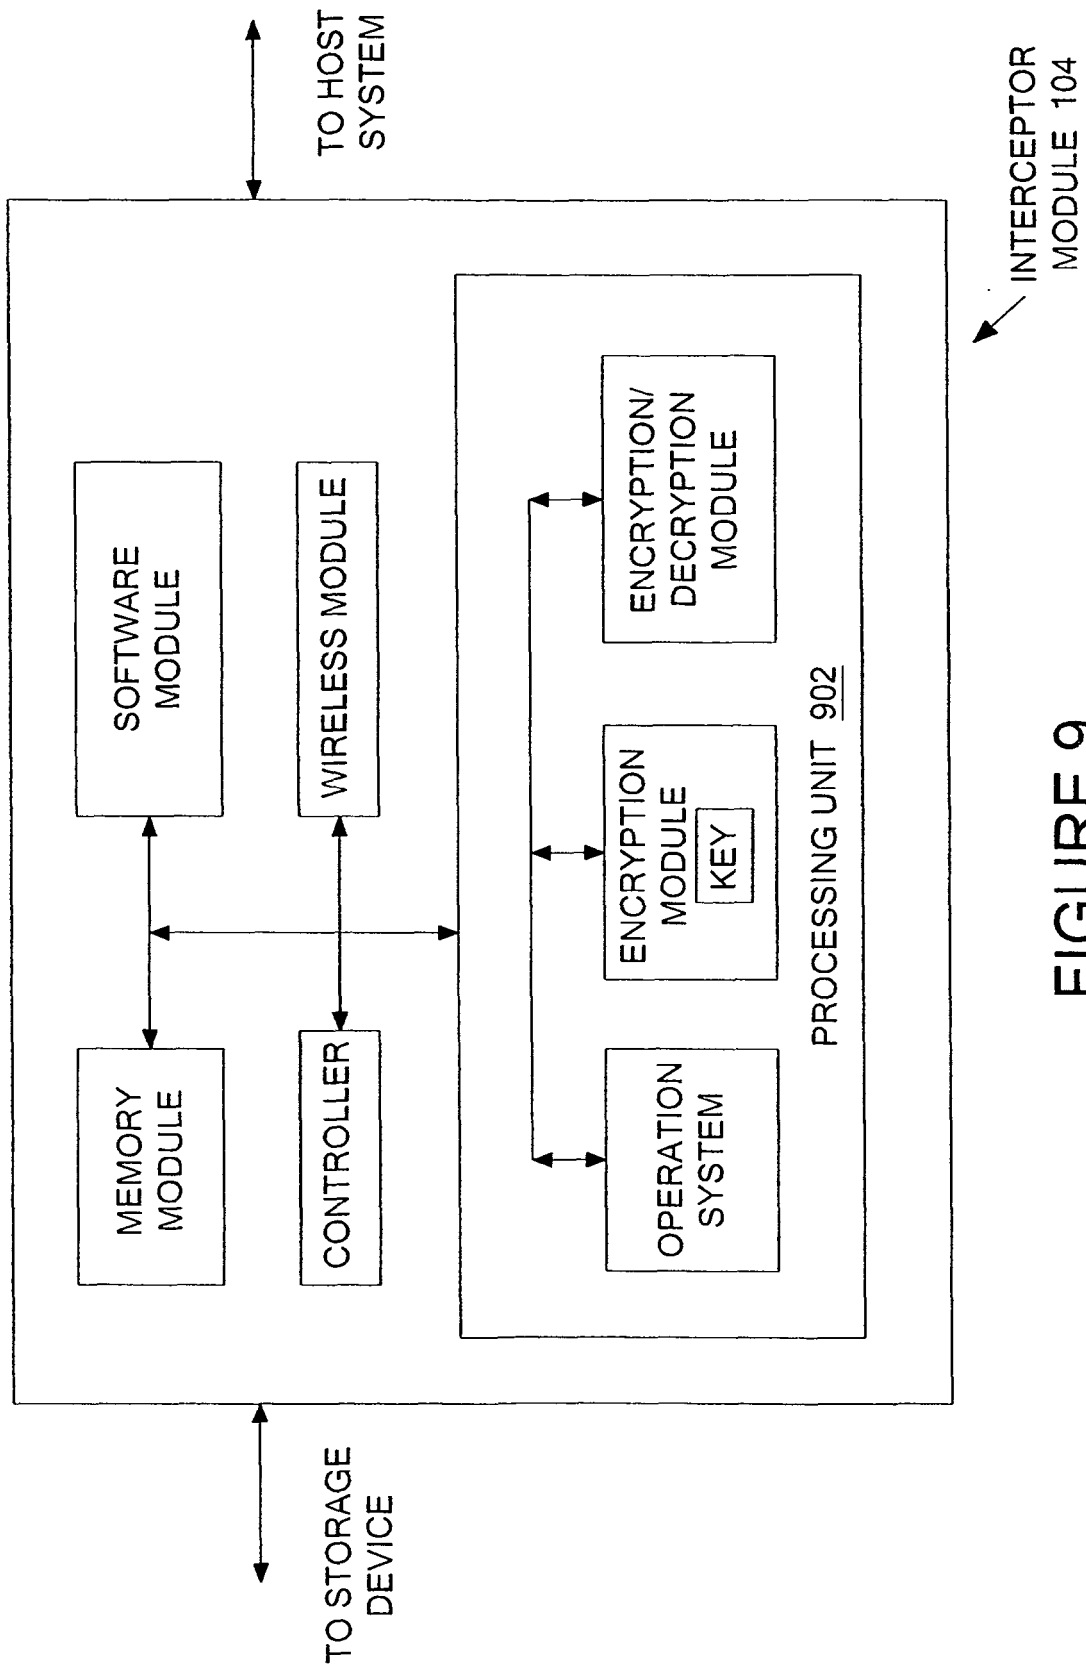 TO STORAGE
DEVICE
TO HOST
SYSTEM
MEMORY
MODULE
SOFTWARE
MODULE
CONTROLLER
WIRELESS MODULE
OPERATION
SYSTEM
ENCRYPTION
MODULE
KEY
ENCRYPTION/
DECRYPTION
MODULE
PROCESSING UNIT 902
INTERCEPTOR
MODULE 104
FIGURE 9